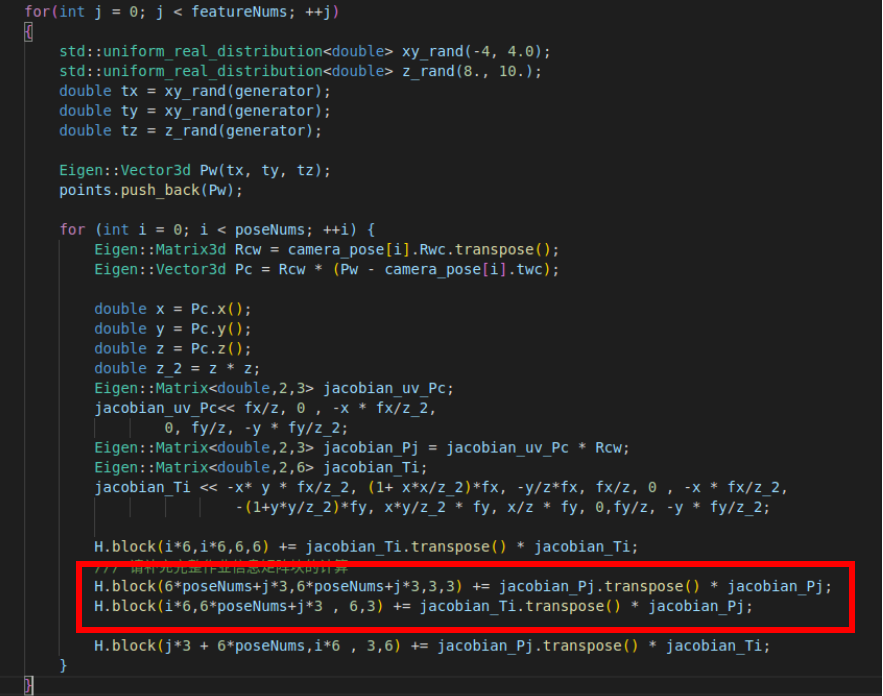 for(int j = 0; j < featureNums; ++j)
{
std::uniform_real_distribution<double> xy_rand(-4, 4.0);
std::uniform_real_distribution<double> z_rand(8., 10.);
double tx = xy_rand(generator);
double ty = xy_rand(generator);
double tz = z_rand(generator);
Eigen::Vector3d Pw(tx, ty, tz);
points.push_back(Pw);
for (int i = 0; i < poseNums; ++i) {
Eigen::Matrix3d Rcw = camera_pose[i].Rwc.transpose();
Eigen::Vector3d Pc = Rcw * (Pw - camera_pose[i].twc);
double x = Pc.x();
double y = Pc.y();
double z = Pc.z();
double z_2 = z * z;
Eigen::Matrix<double,2,3> jacobian_uv_Pc;
jacobian_uv_Pc<< fx/z, 0 , -x * fx/z_2,
0, fy/z, -y * fy/z_2;
Eigen::Matrix<double,2,3> jacobian_Pj = jacobian_uv_Pc * Rcw;
Eigen::Matrix<double,2,6> jacobian_Ti;
jacobian_Ti << -x* y * fx/z_2, (1+ x*x/z_2)*fx, -y/z*fx, fx/z, 0 , -x * fx/z_2,
-(1+y*y/z_2)*fy, x*y/z_2 * fy, x/z * fy, 0,fy/z, -y * fy/z_2;
H.block(i*6,i*6,6,6) += jacobian_Ti.transpose() * jacobian_Ti;
H.block(6*poseNums+j*3,6*poseNums+j*3,3,3) += jacobian_Pj.transpose() * jacobian_Pj;
H.block(i*6,6*poseNums+j*3 , 6,3) += jacobian_Ti.transpose() * jacobian_Pj;
H.block(j*3 + 6*poseNums,i*6 , 3,6) += jacobian_Pj.transpose() * jacobian_Ti;
}
}